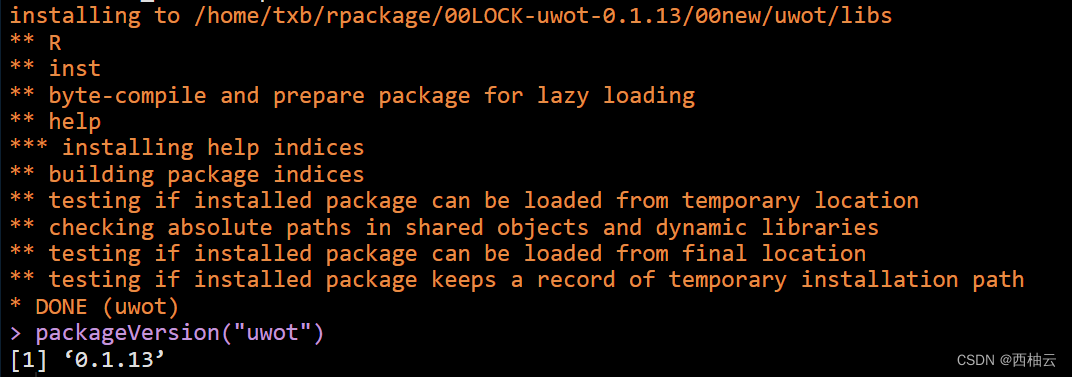 installing to /home/txb/rpackage/00LOCK-uwot-0.1.13/00new/uwot/libs
** R
** inst
** byte-compile and prepare package for lazy loading
** help
*** installing help indices
** building package indices
** testing if installed package can be loaded from temporary location
** checking absolute paths in shared objects and dynamic libraries
** testing if installed package can be loaded from final location
** testing if installed package keeps a record of temporary installation path
* DONE (uwot)
> packageVersion("uwot")
[1] ‘0.1.13’
CSDN @西柚云